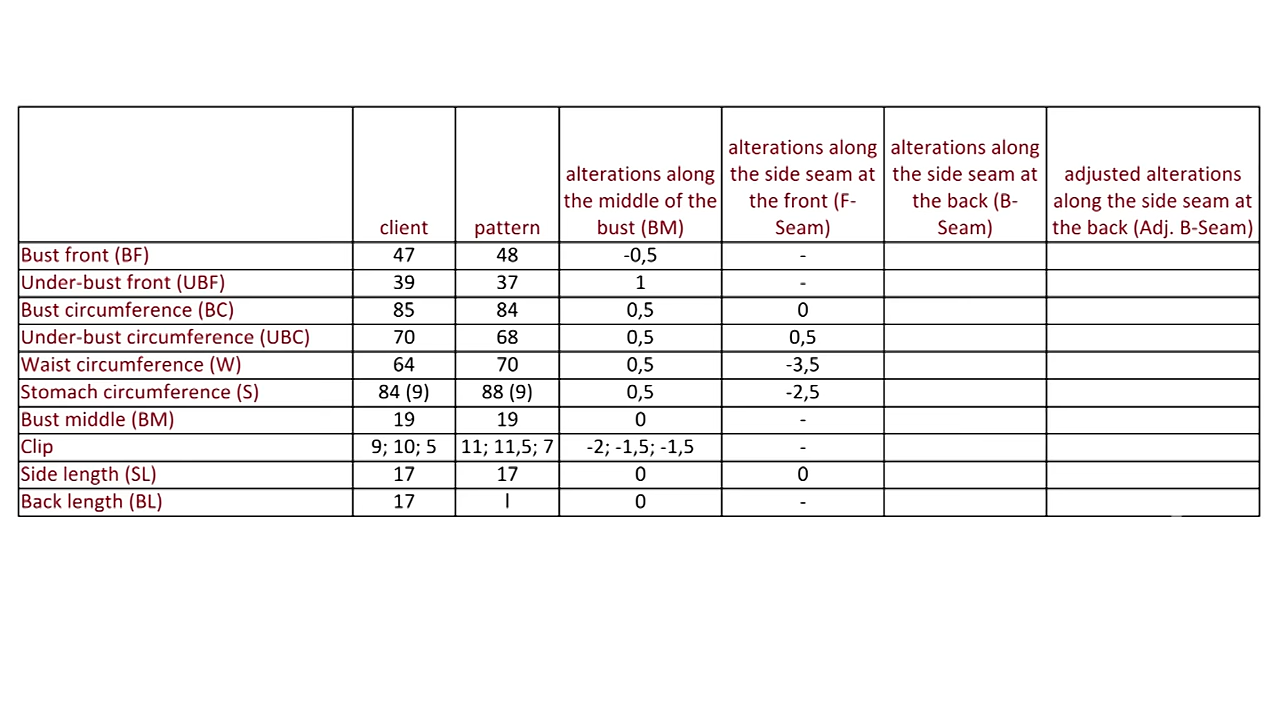 client pattern alterations along the middle of the bust (BM) alterations along the side seam at the front (F-Seam) alterations along the side seam at the back (B-Seam) adjusted alterations along the side seam at the back (Adj. B-Seam)
Bust front (BF) 47 48 -0,5 -
Under-bust front (UBF) 39 37 1 -
Bust circumference (BC) 85 84 0,5 0
Under-bust circumference (UBC) 70 68 0,5 0,5
Waist circumference (W) 64 70 0,5 -3,5
Stomach circumference (S) 84 (9) 88 (9) 0,5 -2,5
Bust middle (BM) 19 19 0 -
Clip 9; 10; 5 11; 11,5; 7 -2; -1,5; -1,5 -
Side length (SL) 17 17 0 0
Back length (BL) 17 l 0 -